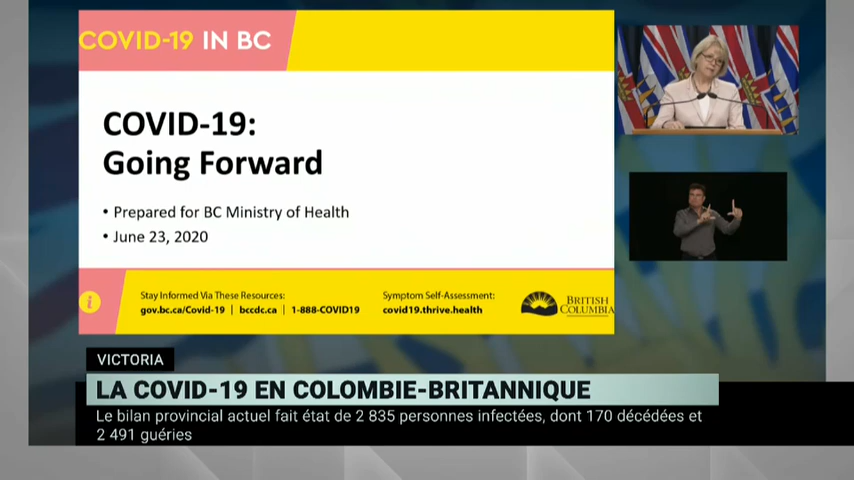 COVID-19 IN BC
COVID-19:
Going Forward
• Prepared for BC Ministry of Health
• June 23, 2020
Stay Informed Via These Resources:
gov.bc.ca/Covid-19 | bccdc.ca | 1-888-COVID19
Symptom Self-Assessment:
covid19.thrive.health
BRITISH
COLUMBIA
VICTORIA
LA COVID-19 EN COLOMBIE-BRITANNIQUE
Le bilan provincial actuel fait état de 2 835 personnes infectées, dont 170 décédées et
2 491 guéries